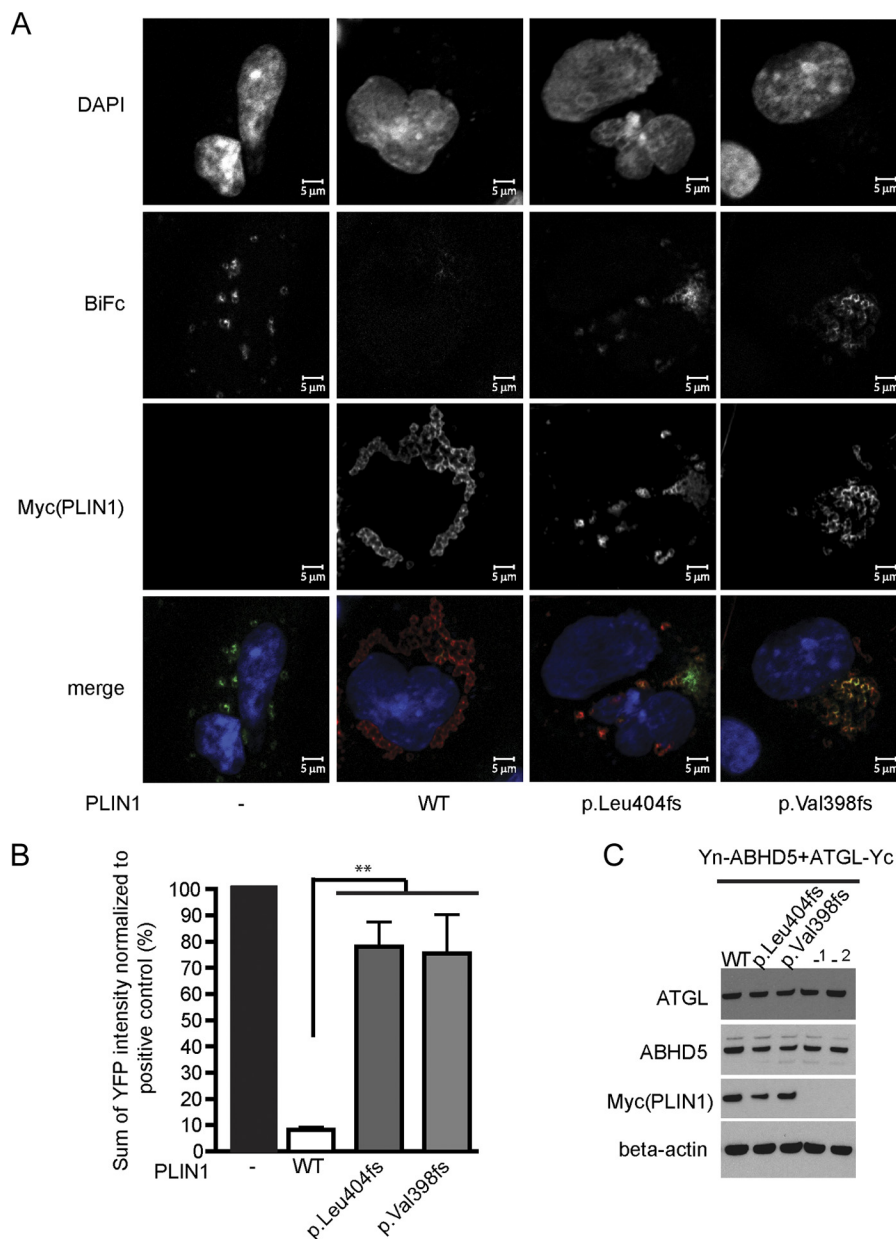 A
DAPI
5 µm
5 µm
5 µm
5 µm
BiFc
5 µm
5 µm
5 µm
5 µm
Myc(PLIN1)
5 µm
5 µm
5 µm
5 µm
merge
5 µm
5 µm
5 µm
5 µm
PLIN1 - WT p.Leu404fs p.Val398fs
B
Sum of YFP intensity normalized to
positive control (%)
**
100
90
80
70
60
50
40
30
20
10
0
PLIN1 - WT p.Leu404fs p.Val398fs
C
Yn-ABHD5+ATGL-Yc
WT p.Leu404fs p.Val398fs -1 -2
ATGL
ABHD5
Myc(PLIN1)
beta-actin